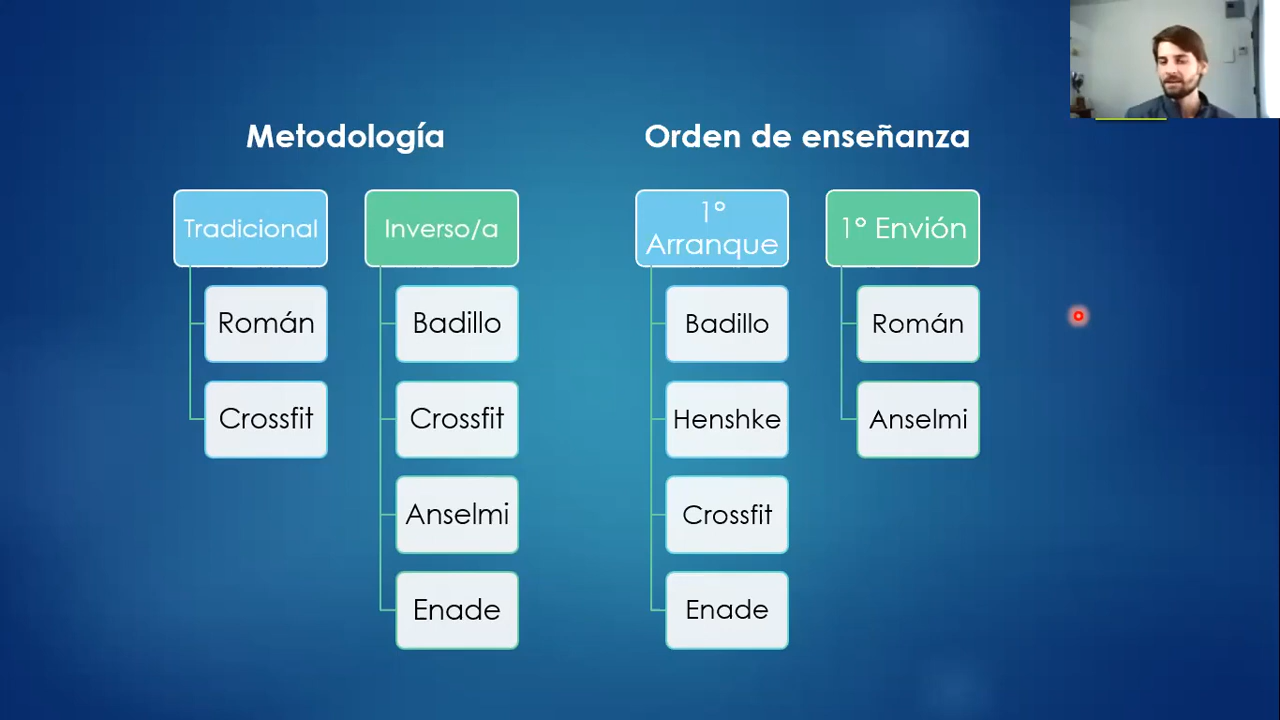 Metodología
Orden de enseñanza
Tradicional
Román
Crossfit
Inverso/a
Badillo
Crossfit
Anselmi
Enade
1°
Arranque
Badillo
Henshke
Crossfit
Enade
1° Envión
Román
Anselmi